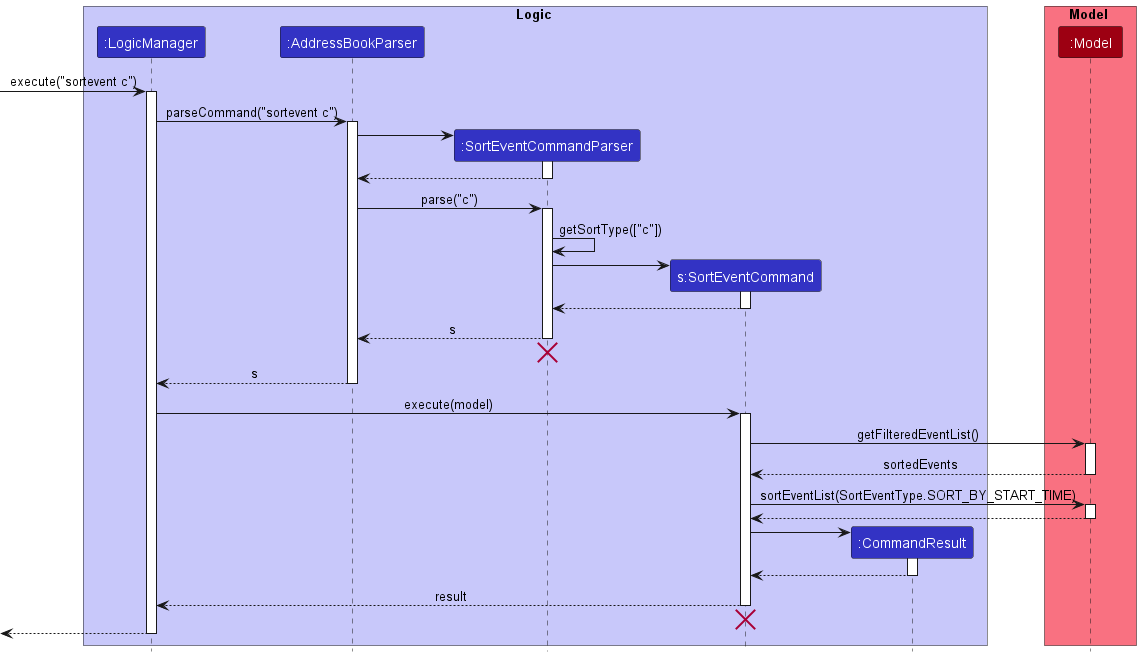 Logic
Model
:LogicManager
:AddressBookParser
:Model
execute("sortevent c")
parseCommand("sortevent c")
:SortEventCommandParser
parse("c")
getSortType(["c"])
s:SortEventCommand
s
s
execute(model)
getFilteredEventList()
sortedEvents
sortEventList(SortEventType.SORT_BY_START_TIME)
:CommandResult
result